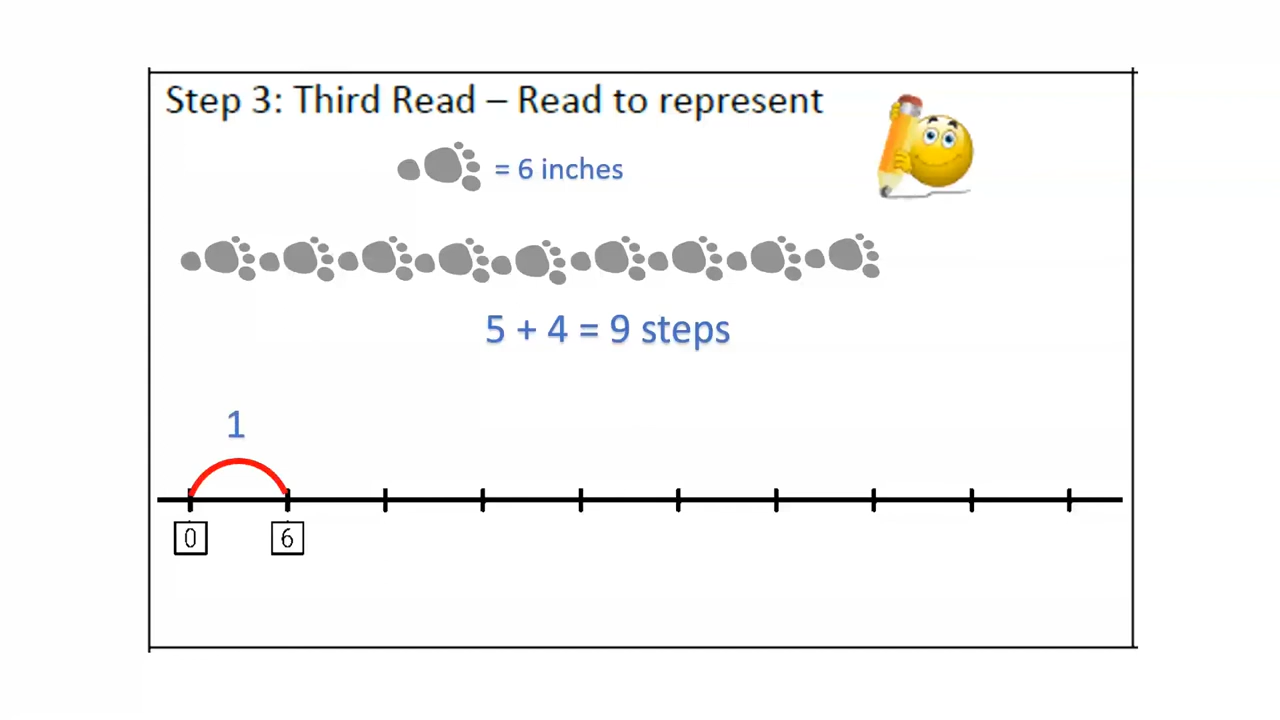 Step 3: Third Read – Read to represent
= 6 inches
5 + 4 = 9 steps
1
0 6